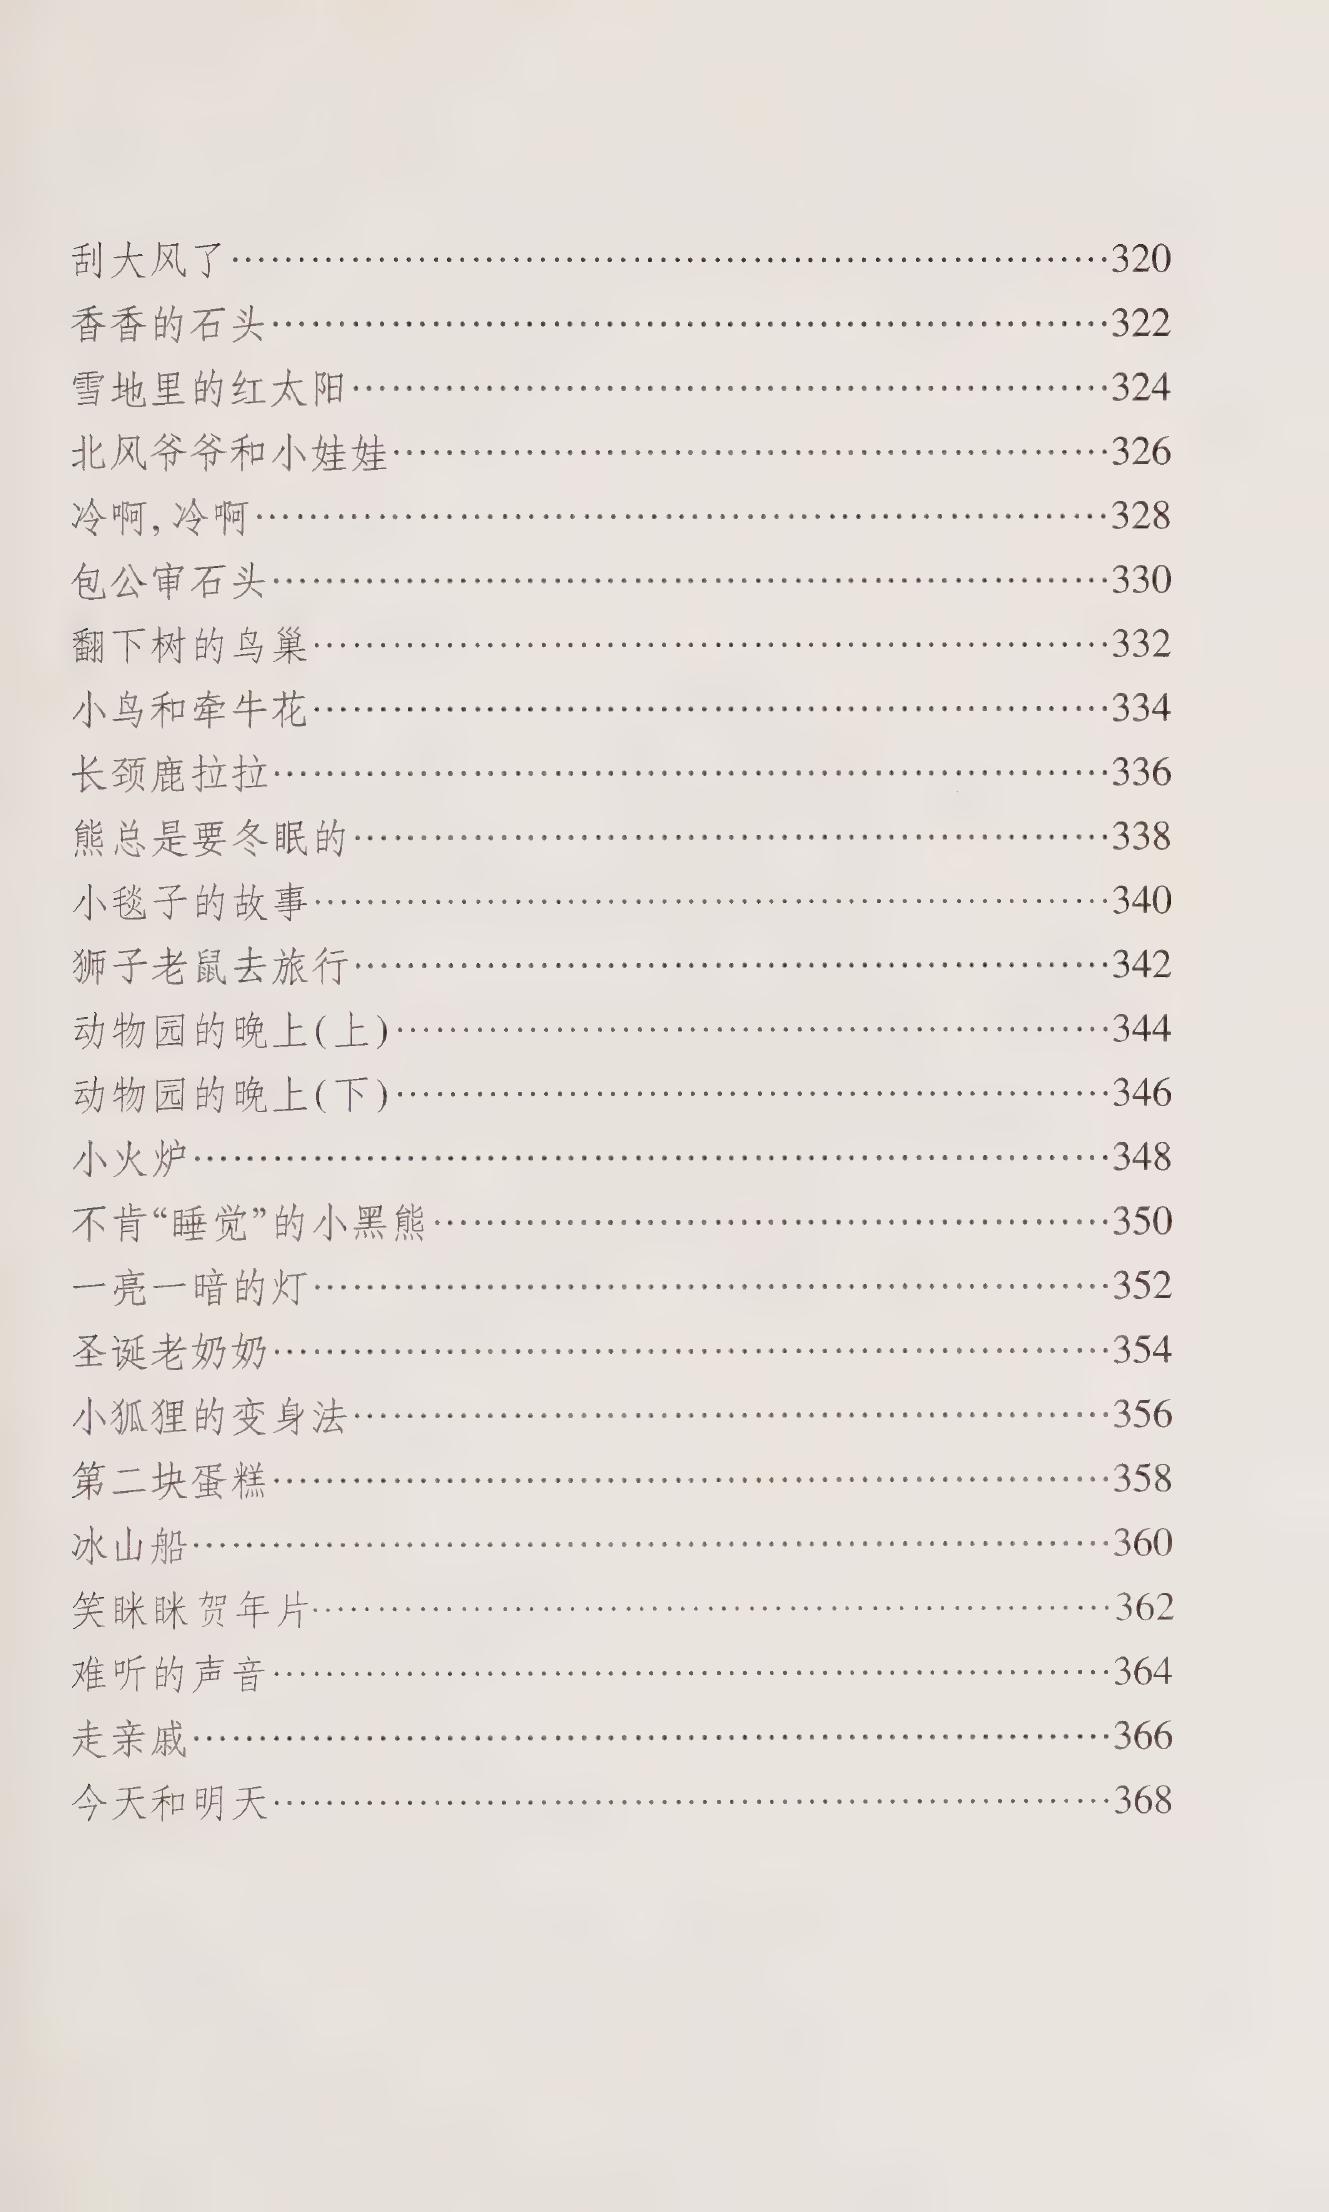 刮大风了……320
香香的石头……322
雪地里的红太阳……324
北风爷爷和小娃娃……326
冷啊,冷啊……328
包公审石头……330
翻下树的鸟巢……332
小鸟和牵牛花……334
长颈鹿拉拉……336
熊总是要冬眠的……338
小毯子的故事……340
狮子老鼠去旅行……342
动物园的晚上(上)……344
动物园的晚上(下)……346
小火炉……348
不肯“睡觉”的小黑熊……350
一亮一暗的灯……352
圣诞老奶奶……354
小狐狸的变身法……356
第二块蛋糕……358
冰山船……360
笑眯眯贺年片……362
难听的声音……364
走亲戚……366
今天和明天……368